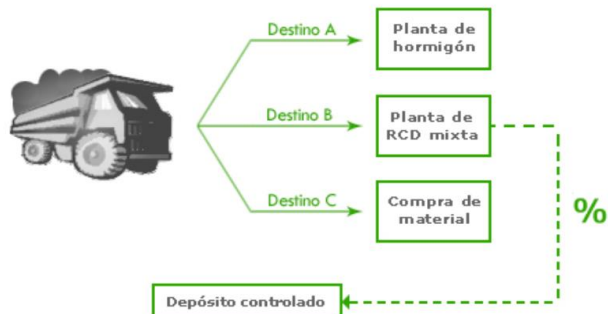 Destino A
Planta de
hormigón
Destino B
Planta de
RCD mixta
Destino C
Compra de
material
%
Depósito controlado